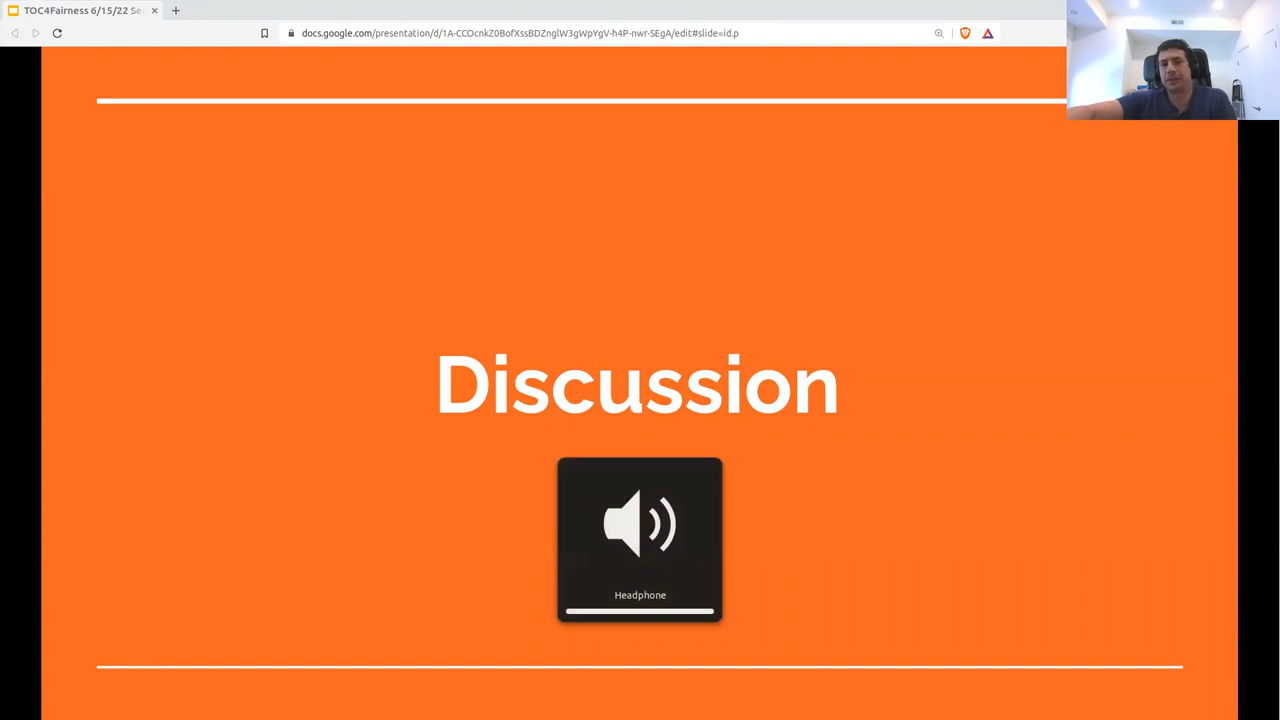 TOC4Fairness 6/15/22 Se
docs.google.com/presentation/d/1A-CCOcnkZ0BofXssBDZnglW3gWpYgV-h4P-nwr-SEgA/edit#slide=id.p
Discussion
Headphone